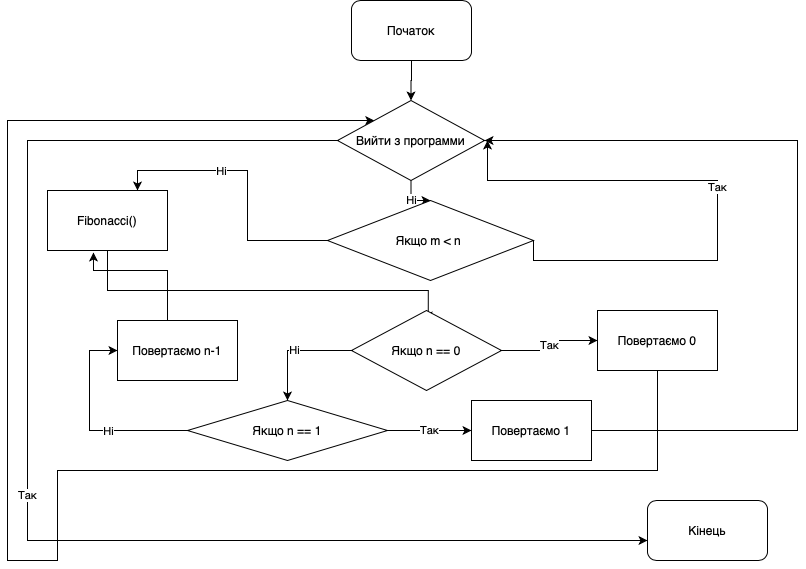 Початок
Вийти з программи
Ні
Так
Ні
Fibonacci()
Якщо m < n
Повертаємо n-1
Ні
Якщо n == 0
Так
Повертаємо 0
Ні
Якщо n == 1
Так
Повертаємо 1
Так
Кінець